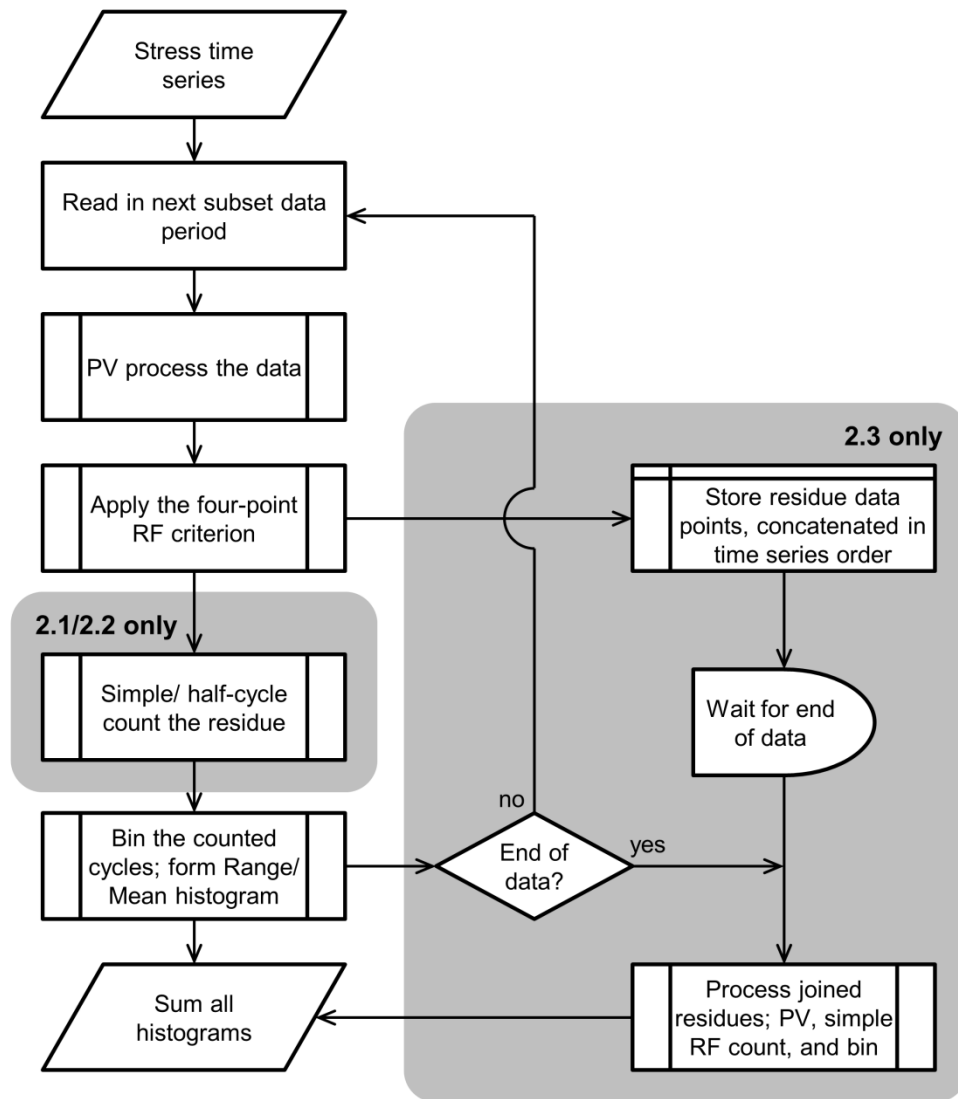 Stress time
series
Read in next subset data
period
PV process the data
2.3 only
Apply the four-point
RF criterion
Store residue data
points, concatenated in
time series order
2.1/2.2 only
Simple/ half-cycle
count the residue
Wait for end
of data
no
Bin the counted
cycles; form Range/
Mean histogram
End of
data?
yes
Sum all
histograms
Process joined
residues; PV, simple
RF count, and bin